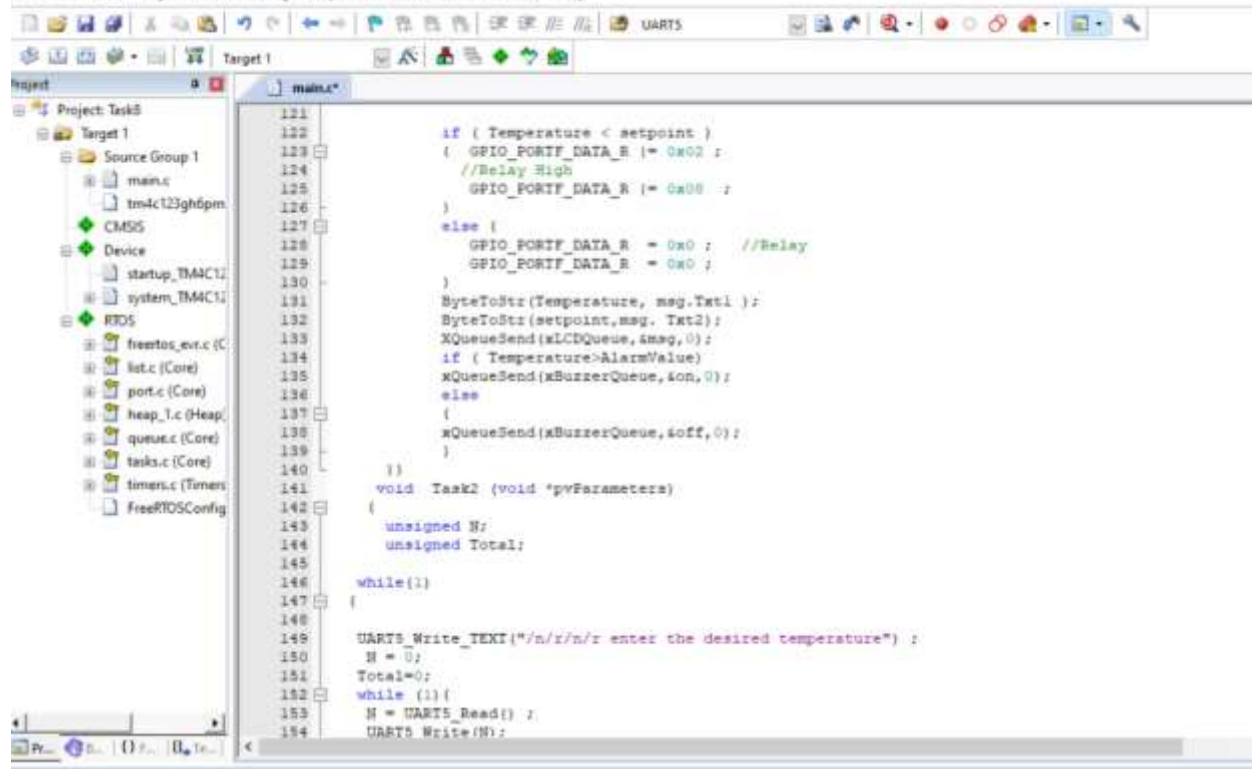 UART5
Target 1
Project
main.c*
Project: Task8
Target 1
Source Group 1
main.c
tm4c123gh6pm
CMSIS
Device
startup_TM4C12
system_TM4C12
RTOS
freertos_evr.c (C
list.c (Core)
port.c (Core)
heap_1.c (Heap
queue.c (Core)
tasks.c (Core)
timers.c (Timers
FreeRTOSConfig
121
122 if ( Temperature < setpoint )
123 { GPIO_PORTF_DATA_R |= 0x02 ;
124 //Relay High
125 GPIO_PORTF_DATA_R |= 0x08 ;
126 }
127 else {
128 GPIO_PORTF_DATA_R = 0x0 ; //Relay
129 GPIO_PORTF_DATA_R = 0x0 ;
130 }
131 ByteToStr(Temperature, msg.Txt1 );
132 ByteToStr(setpoint,msg. Txt2);
133 XQueueSend(xLCDQueue,&msg,0);
134 if ( Temperature>AlarmValue)
135 xQueueSend(xBuzzerQueue,&on,0);
136 else
137 {
138 xQueueSend(xBuzzerQueue,&off,0);
139 }
140 }}
141 void Task2 (void *pvParameters)
142 {
143 unsigned N;
144 unsigned Total;
145
146 while(1)
147 {
148
149 UART5_Write_TEXT("/n/r/n/r enter the desired temperature") ;
150 N = 0;
151 Total=0;
152 while (1){
153 N = UART5_Read() ;
154 UART5_Write(N);
Pr...